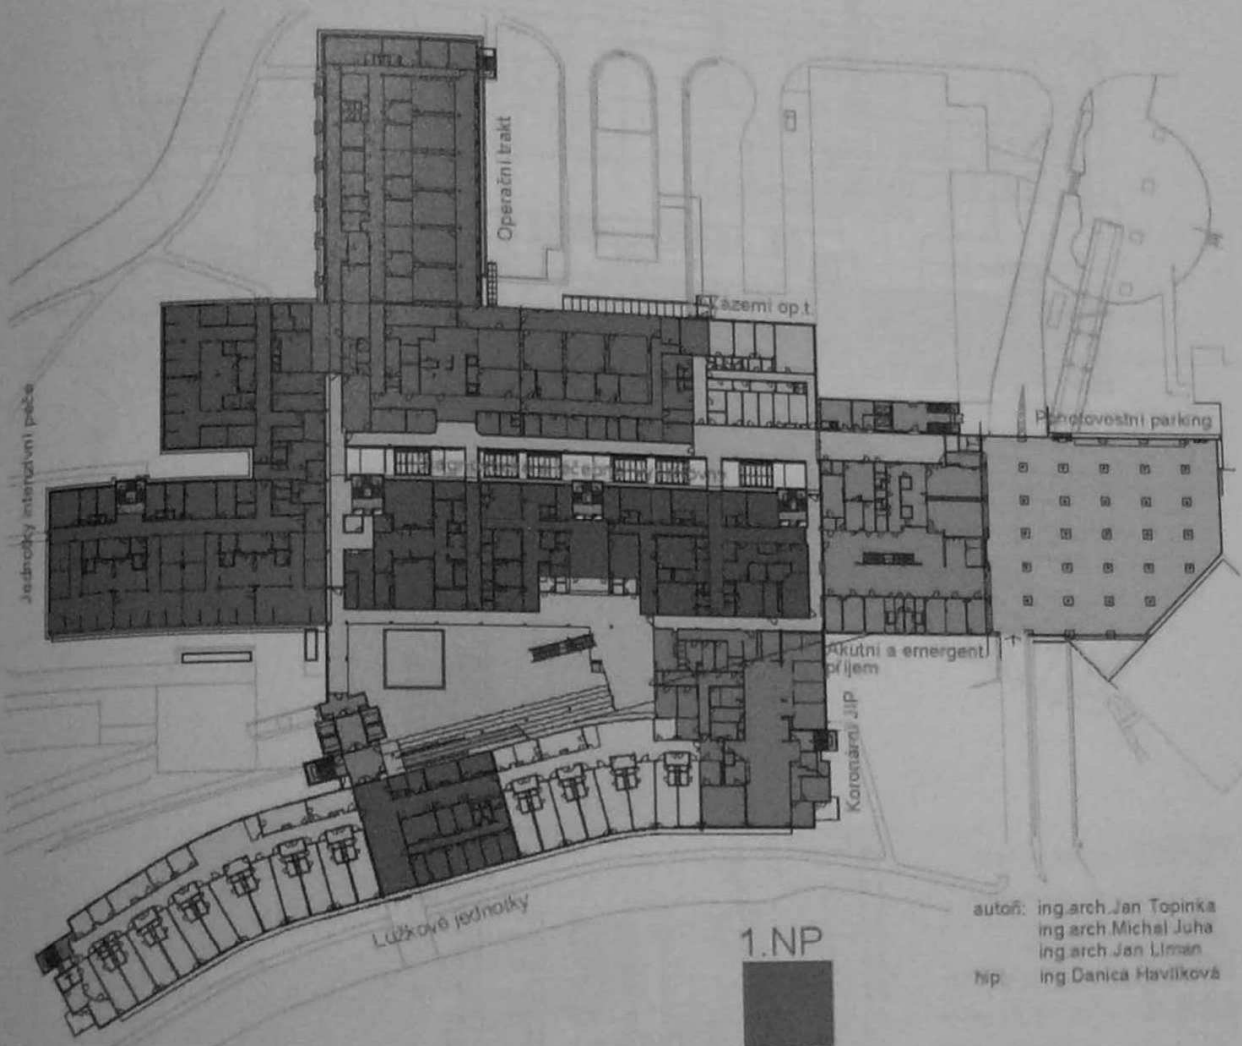 Operační trakt
Zázemí op.t.
Pohotovostní parking
Jednotky intenzivní péče
Akutní a emergent
příjem
Koronární JIP
Lůžkové jednotky
1.NP
autoři: ing.arch.Jan Topinka
ing.arch.Michal Juha
ing.arch.Jan Liman
hip: ing.Danica Havlíková